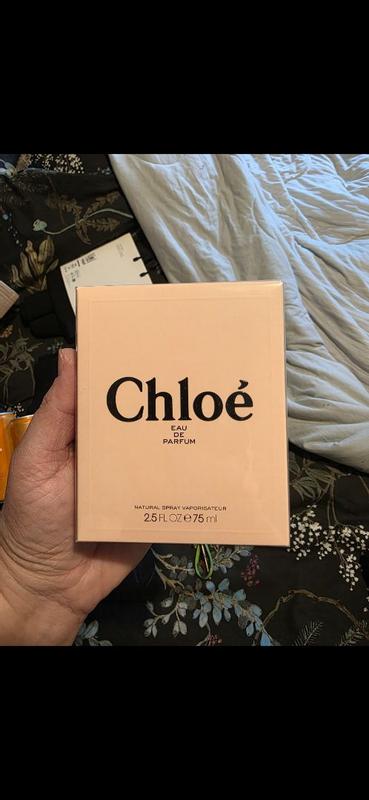 Chloé
EAU
DE
PARFUM
NATURAL SPRAY VAPORISATEUR
2.5 FL OZ ℮ 75 ml